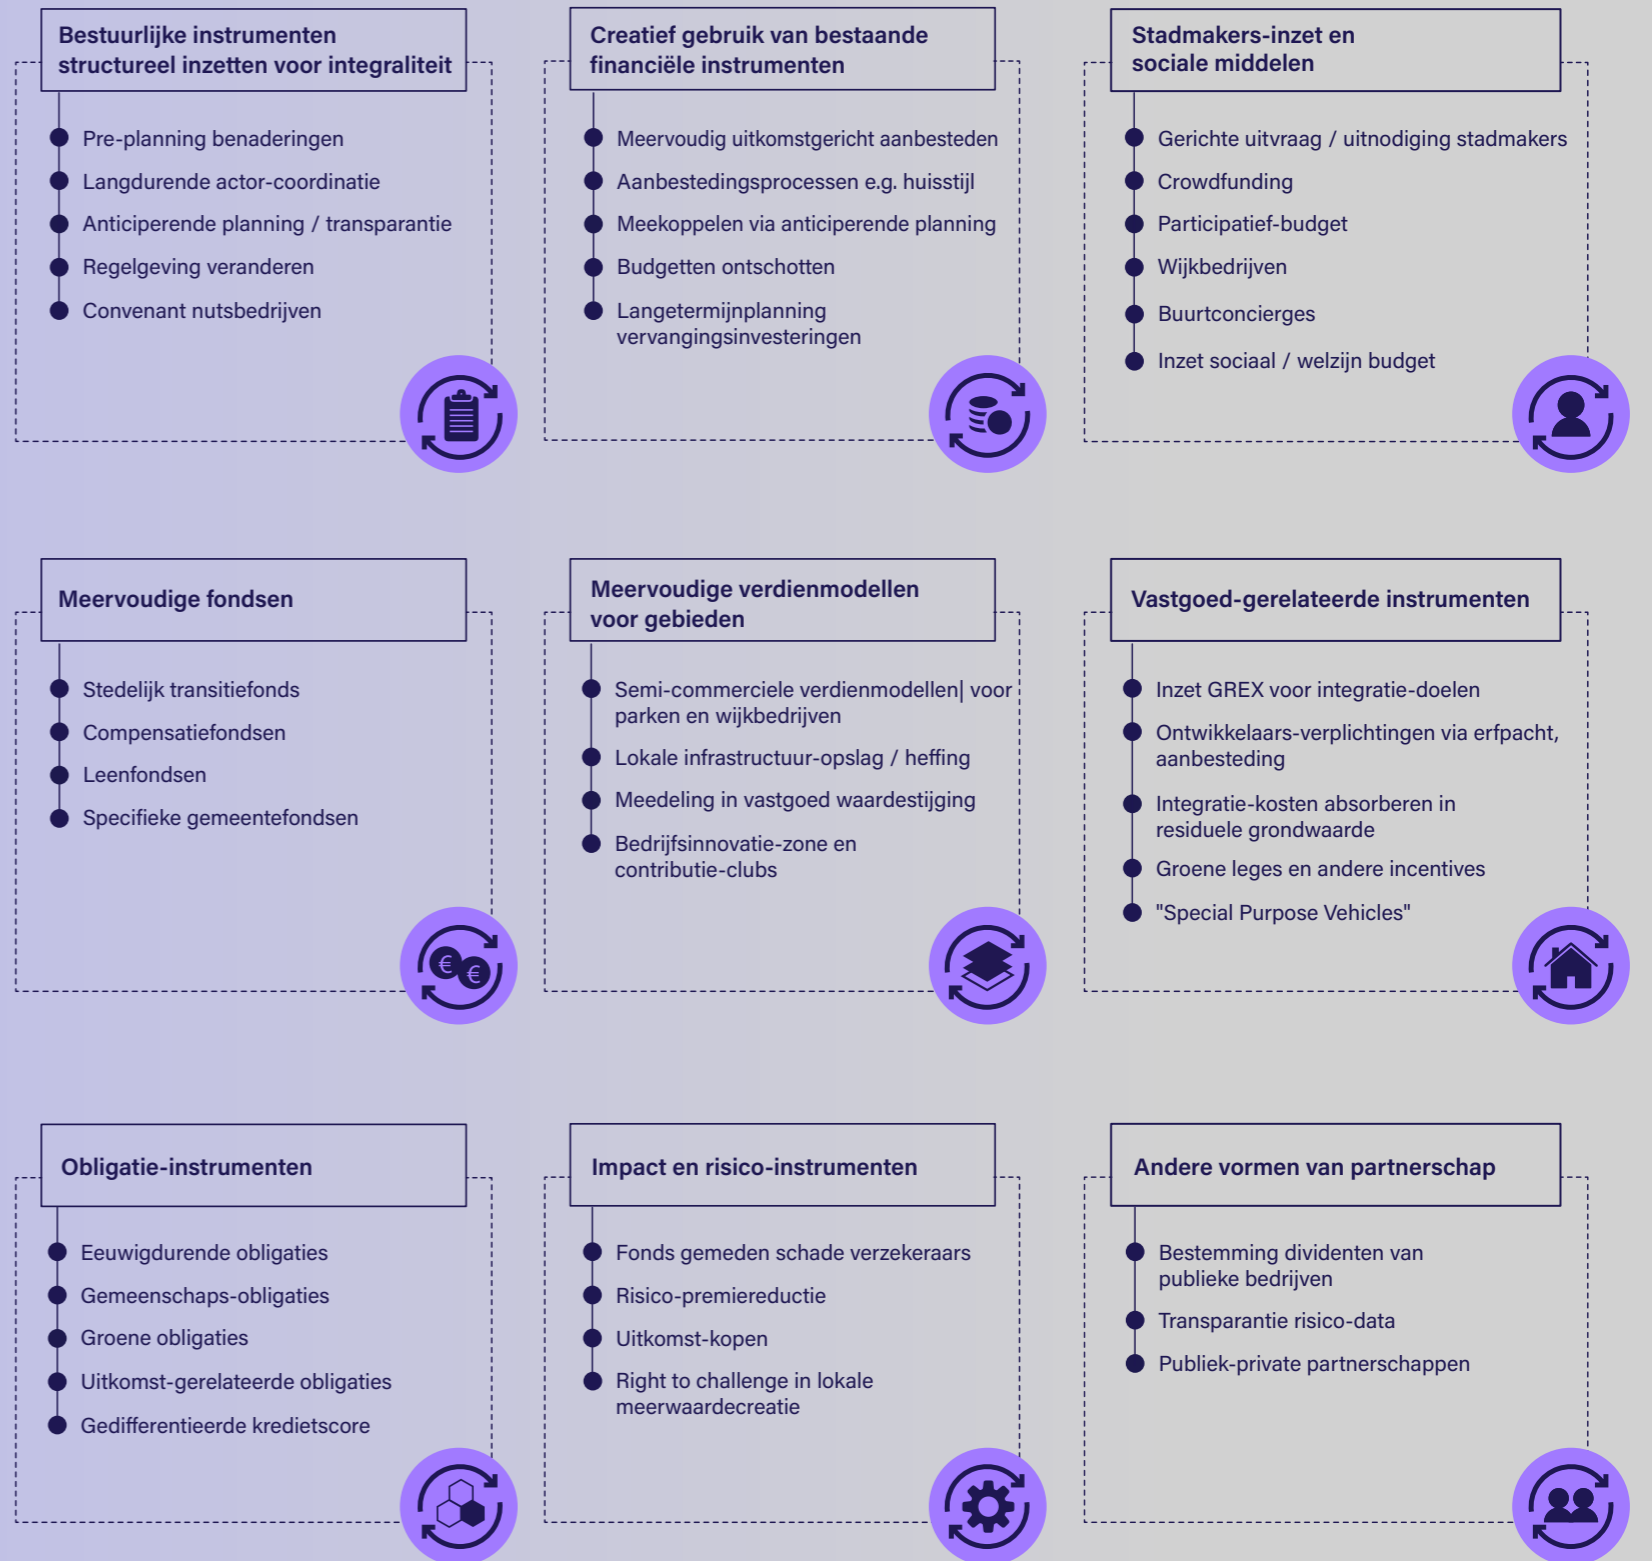 Bestuurlijke instrumenten
structureel inzetten voor integraliteit
Pre-planning benaderingen
Langdurende actor-coordinatie
Anticiperende planning / transparantie
Regelgeving veranderen
Convenant nutsbedrijven
Creatief gebruik van bestaande
financiële instrumenten
Meervoudig uitkomstgericht aanbesteden
Aanbestedingsprocessen e.g. huisstijl
Meekoppelen via anticiperende planning
Budgetten ontschotten
Langetermijnplanning
vervangingsinvesteringen
Stadmakers-inzet en
sociale middelen
Gerichte uitvraag / uitnodiging stadmakers
Crowdfunding
Participatief-budget
Wijkbedrijven
Buurtconcierges
Inzet sociaal / welzijn budget
Meervoudige fondsen
Stedelijk transitiefonds
Compensatiefondsen
Leenfondsen
Specifieke gemeentefondsen
€ €
Meervoudige verdienmodellen
voor gebieden
Semi-commerciele verdienmodellen| voor
parken en wijkbedrijven
Lokale infrastructuur-opslag / heffing
Meedeling in vastgoed waardestijging
Bedrijfsinnovatie-zone en
contributie-clubs
Vastgoed-gerelateerde instrumenten
Inzet GREX voor integratie-doelen
Ontwikkelaars-verplichtingen via erfpacht,
aanbesteding
Integratie-kosten absorberen in
residuele grondwaarde
Groene leges en andere incentives
"Special Purpose Vehicles"
Obligatie-instrumenten
Eeuwigdurende obligaties
Gemeenschaps-obligaties
Groene obligaties
Uitkomst-gerelateerde obligaties
Gedifferentieerde kredietscore
Impact en risico-instrumenten
Fonds gemeden schade verzekeraars
Risico-premiereductie
Uitkomst-kopen
Right to challenge in lokale
meerwaardecreatie
Andere vormen van partnerschap
Bestemming dividenten van
publieke bedrijven
Transparantie risico-data
Publiek-private partnerschappen